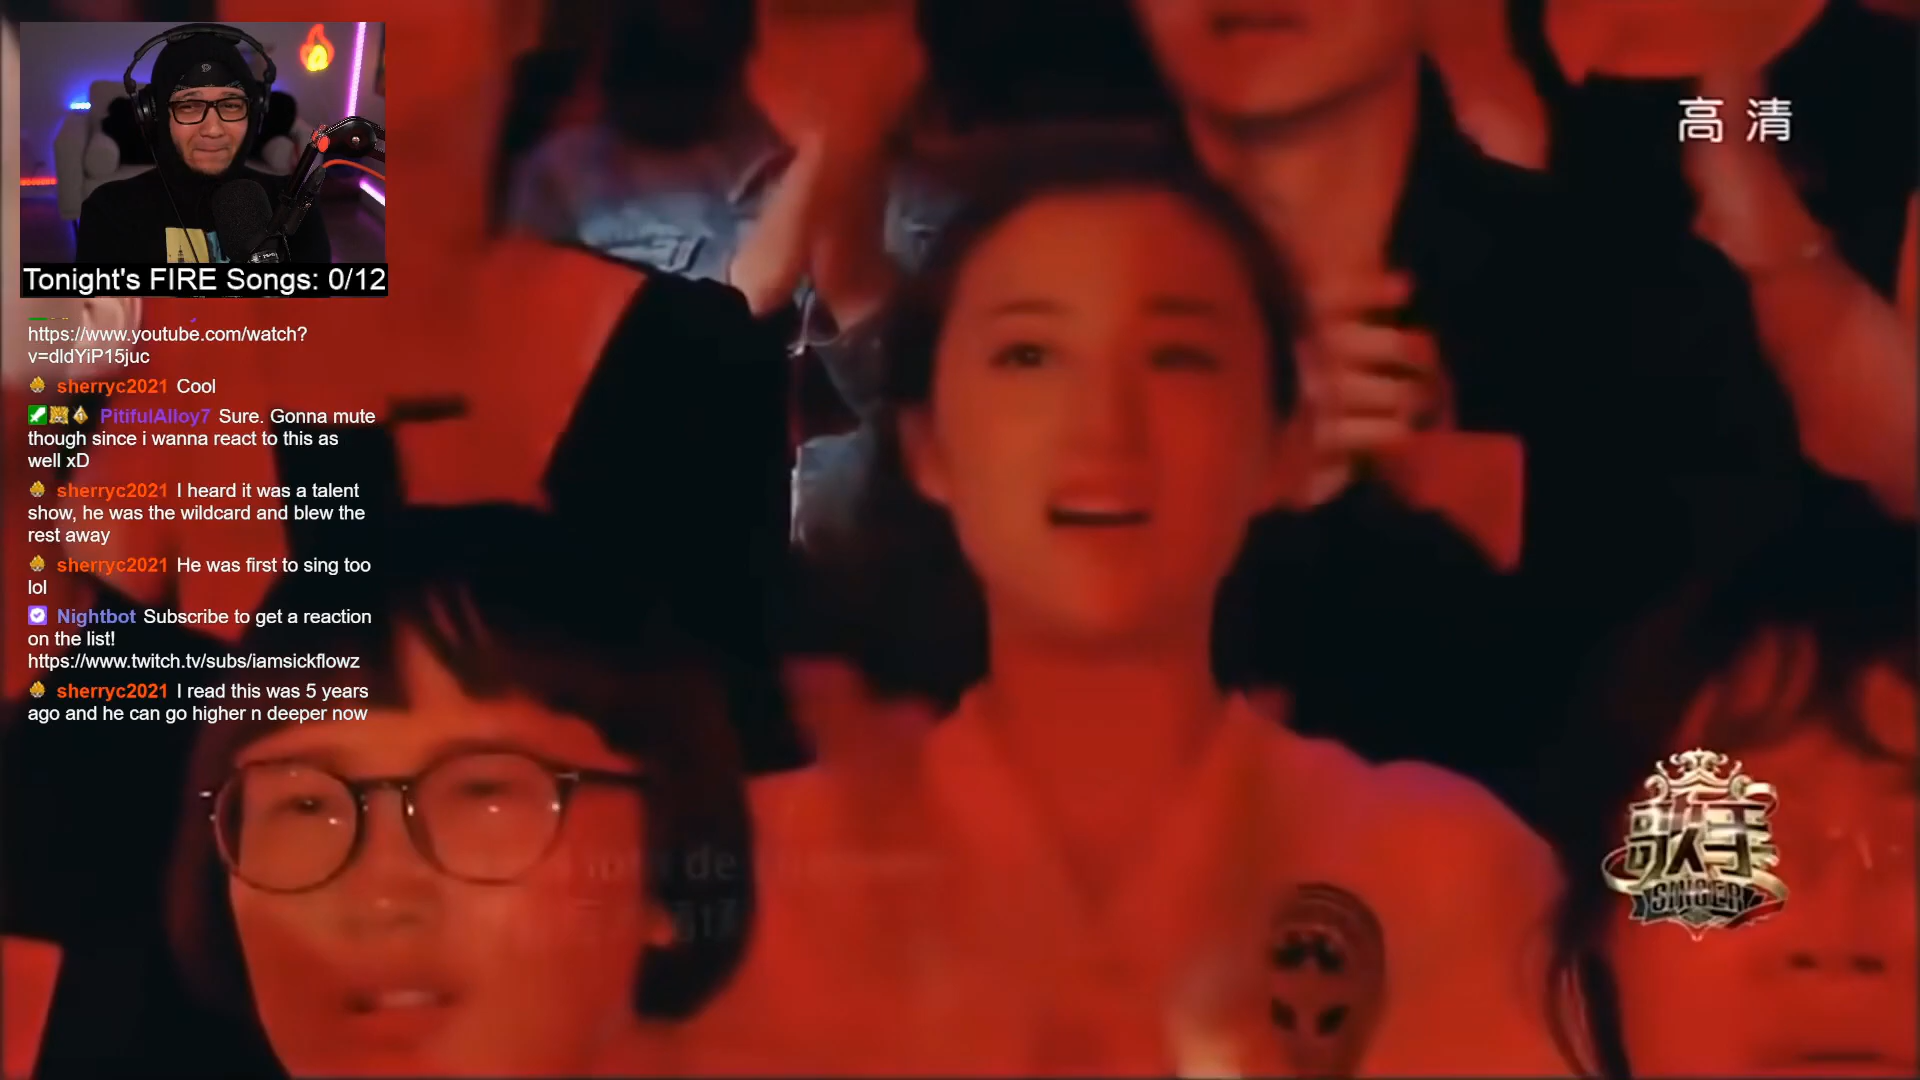 高清
Tonight's FIRE Songs: 0/12
https://www.youtube.com/watch?
v=dldYiP15juc
sherryc2021 Cool
PitifulAlloy7 Sure. Gonna mute
though since i wanna react to this as
well xD
sherryc2021 I heard it was a talent
show, he was the wildcard and blew the
rest away
sherryc2021 He was first to sing too
lol
Nightbot Subscribe to get a reaction
on the list!
https://www.twitch.tv/subs/iamsickflowz
sherryc2021 I read this was 5 years
ago and he can go higher n deeper now
歌手
SINGER